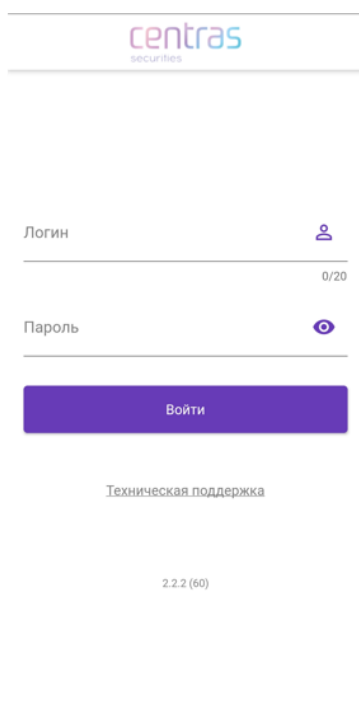 centras
securities
Логин
0/20
Пароль
Войти
Техническая поддержка
2.2.2 (60)